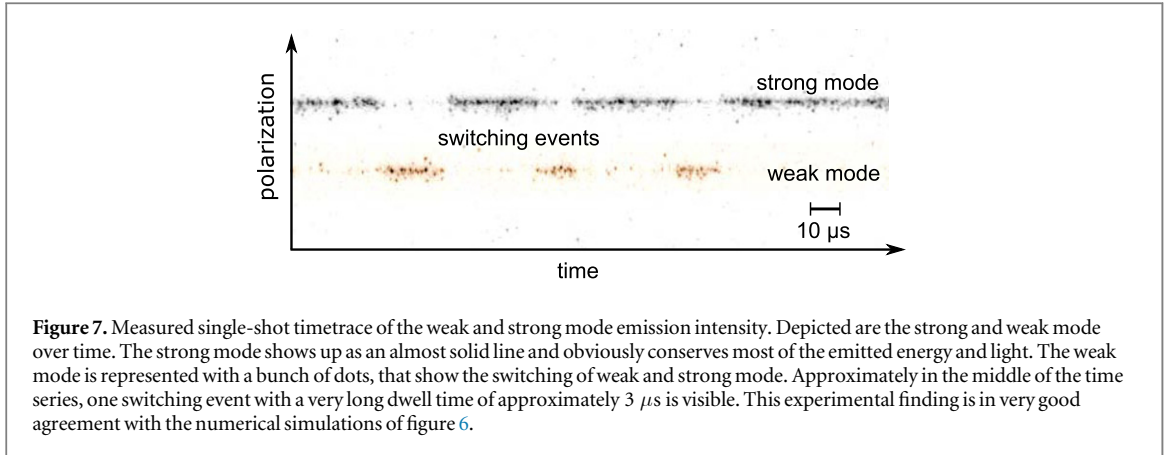 polarization
strong mode
switching events
weak mode
10 µs
time
Figure 7. Measured single-shot timetrace of the weak and strong mode emission intensity. Depicted are the strong and weak mode
over time. The strong mode shows up as an almost solid line and obviously conserves most of the emitted energy and light. The weak
mode is represented with a bunch of dots, that show the switching of weak and strong mode. Approximately in the middle of the time
series, one switching event with a very long dwell time of approximately 3 µs is visible. This experimental finding is in very good
agreement with the numerical simulations of figure 6.